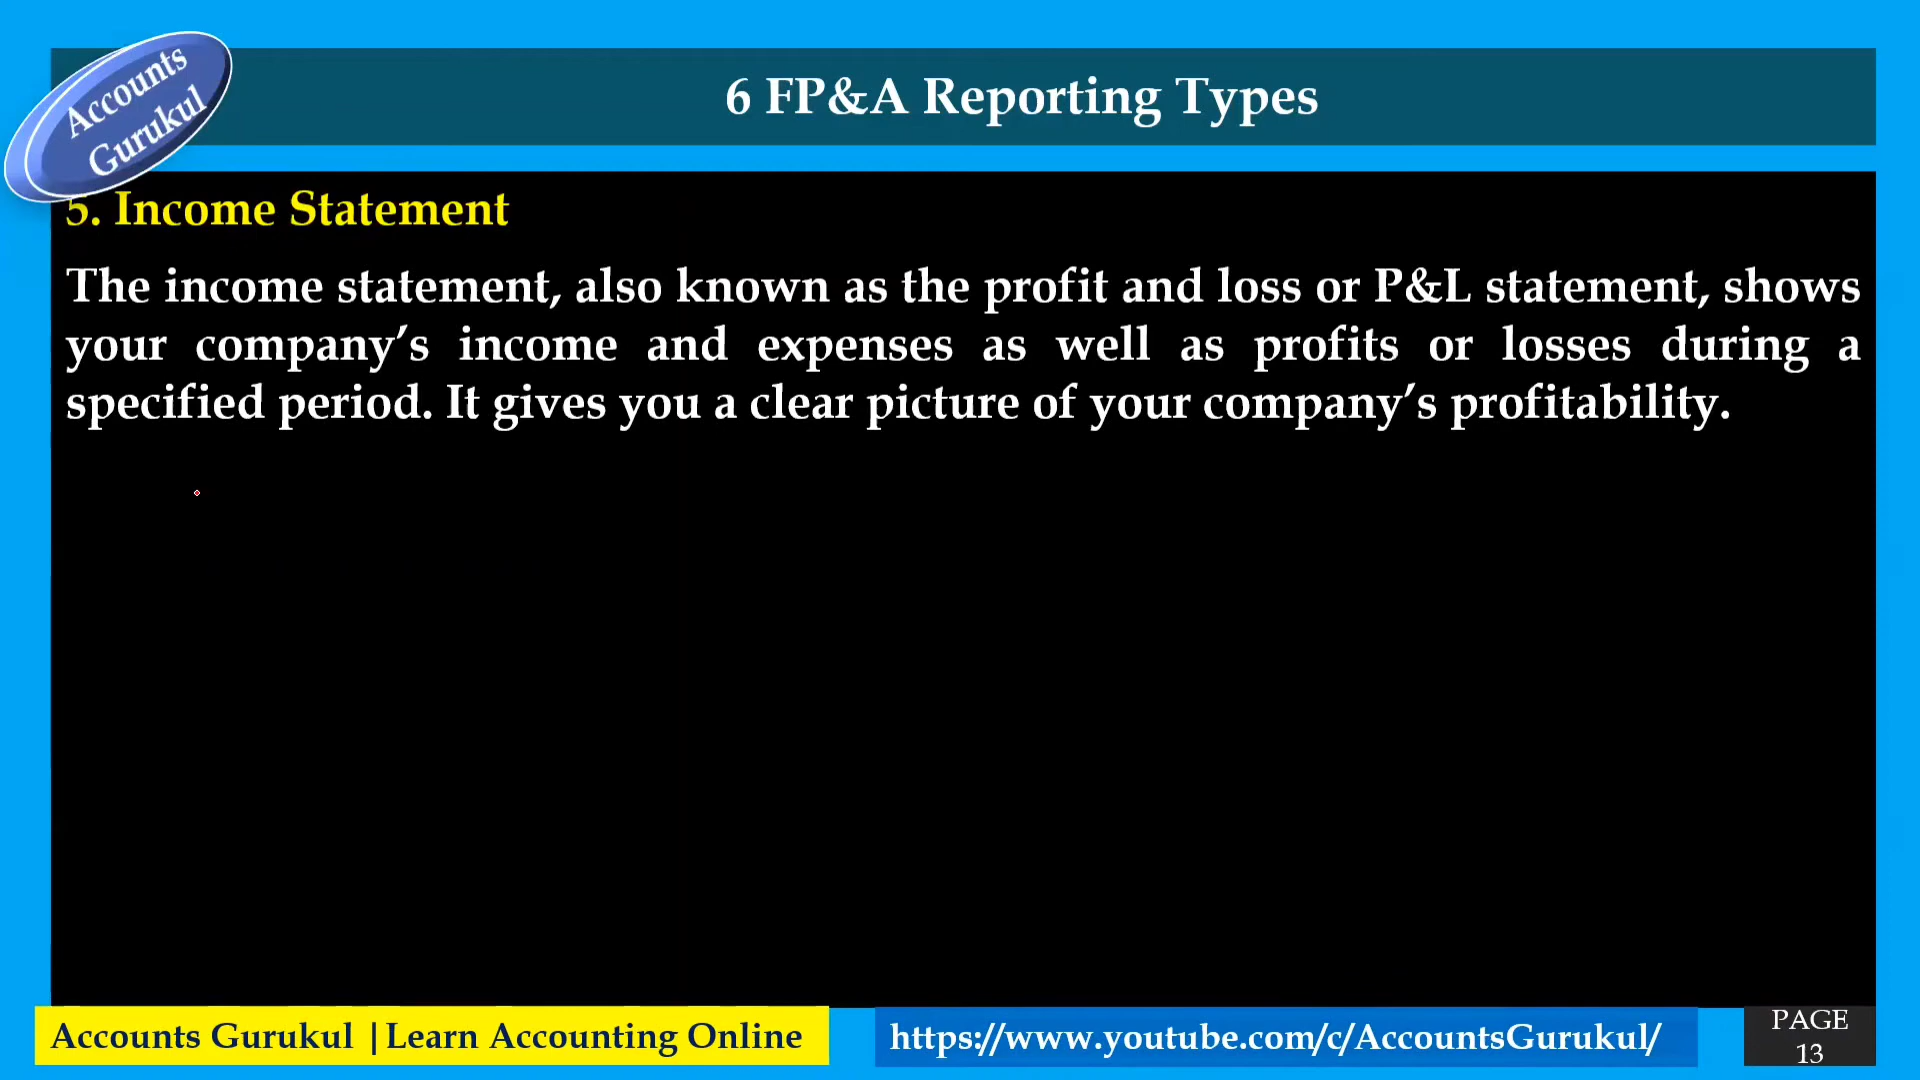 Accounts
Gurukul
6 FP&A Reporting Types
5. Income Statement
The income statement, also known as the profit and loss or P&L statement, shows
your company’s income and expenses as well as profits or losses during a
specified period. It gives you a clear picture of your company’s profitability.
Accounts Gurukul | Learn Accounting Online
https://www.youtube.com/c/AccountsGurukul/
PAGE
13